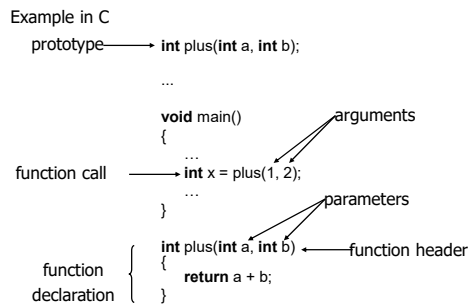 Example in C
prototype int plus(int a, int b);
...
void main()
arguments
{
...
function call int x = plus(1, 2);
...
parameters
}
int plus(int a, int b) function header
{
function
return a + b;
declaration
}